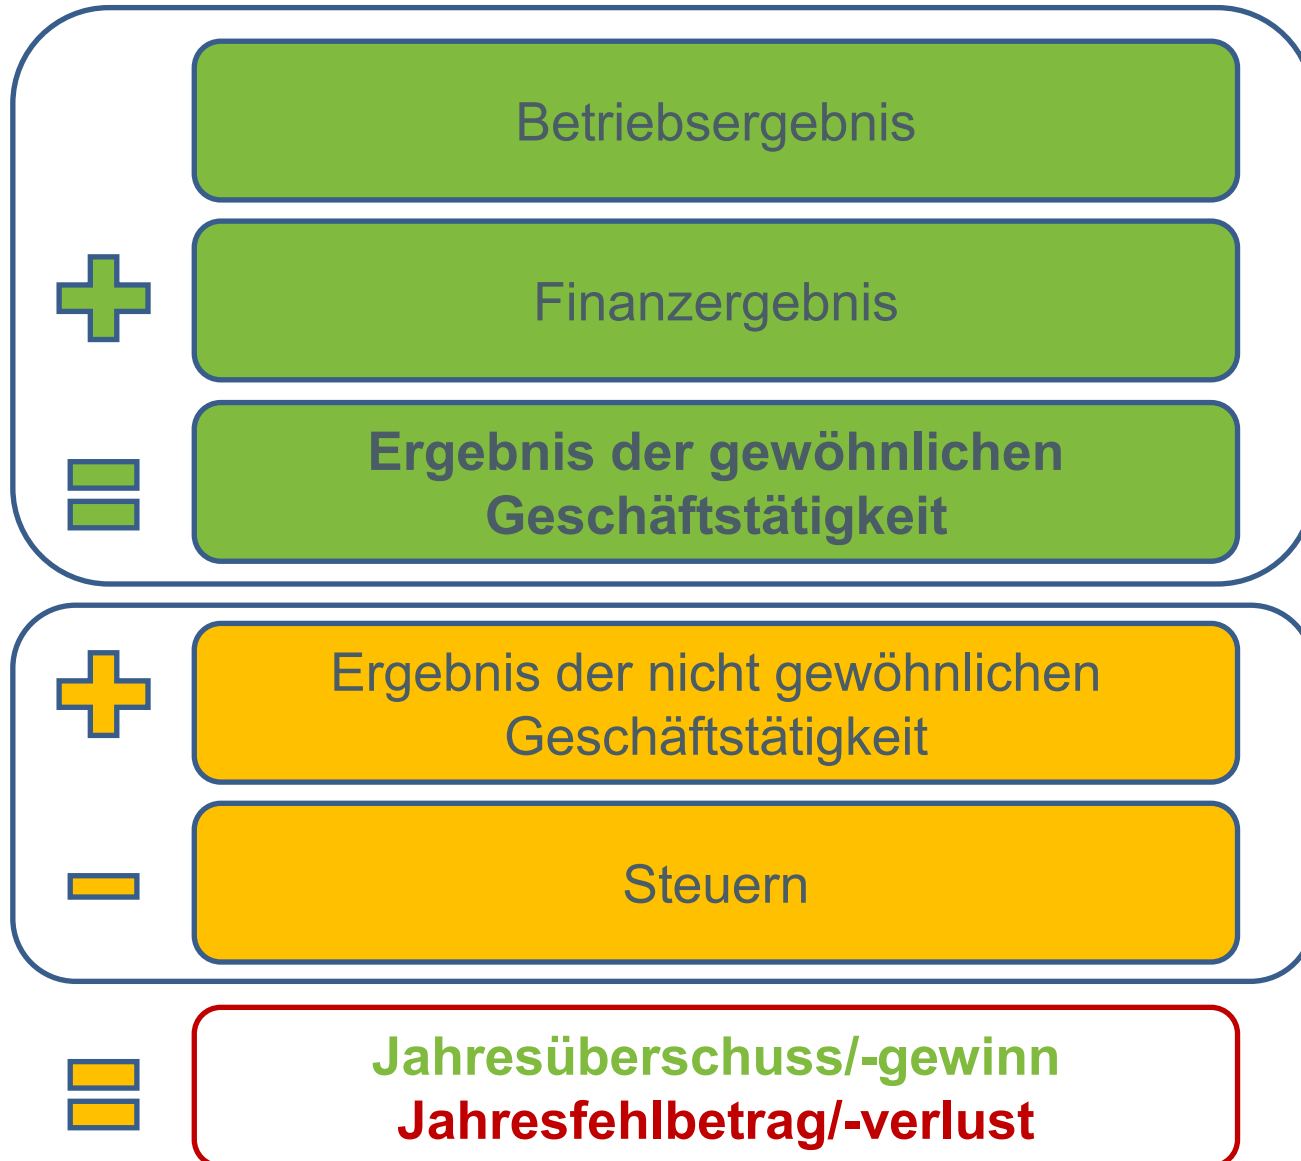 Betriebsergebnis
Finanzergebnis
Ergebnis der gewöhnlichen
Geschäftstätigkeit
Ergebnis der nicht gewöhnlichen
Geschäftstätigkeit
Steuern
Jahresüberschuss/-gewinn
Jahresfehlbetrag/-verlust